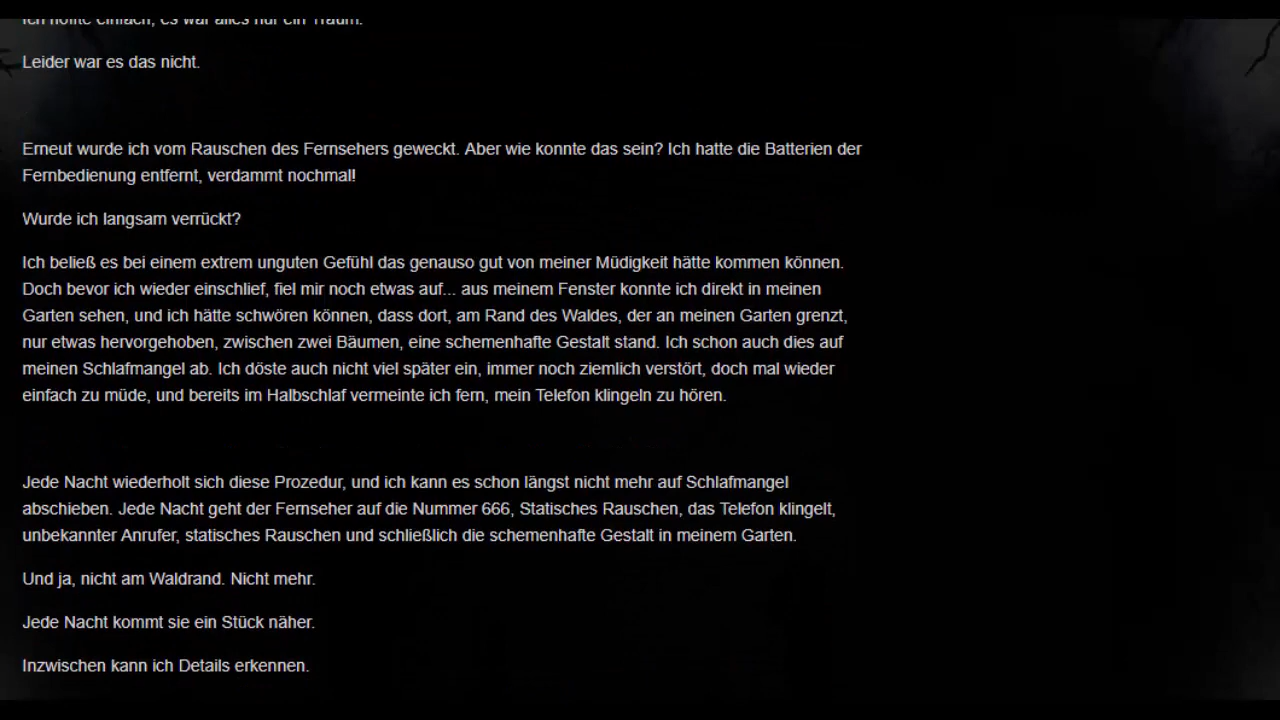 Ich hoffte einfach, es war alles nur ein Traum.
Leider war es das nicht.
Erneut wurde ich vom Rauschen des Fernsehers geweckt. Aber wie konnte das sein? Ich hatte die Batterien der
Fernbedienung entfernt, verdammt nochmal!
Wurde ich langsam verrückt?
Ich beließ es bei einem extrem unguten Gefühl das genauso gut von meiner Müdigkeit hätte kommen können.
Doch bevor ich wieder einschlief, fiel mir noch etwas auf... aus meinem Fenster konnte ich direkt in meinen
Garten sehen, und ich hätte schwören können, dass dort, am Rand des Waldes, der an meinen Garten grenzt,
nur etwas hervorgehoben, zwischen zwei Bäumen, eine schemenhafte Gestalt stand. Ich schon auch dies auf
meinen Schlafmangel ab. Ich döste auch nicht viel später ein, immer noch ziemlich verstört, doch mal wieder
einfach zu müde, und bereits im Halbschlaf vermeinte ich fern, mein Telefon klingeln zu hören.
Jede Nacht wiederholt sich diese Prozedur, und ich kann es schon längst nicht mehr auf Schlafmangel
abschieben. Jede Nacht geht der Fernseher auf die Nummer 666, Statisches Rauschen, das Telefon klingelt,
unbekannter Anrufer, statisches Rauschen und schließlich die schemenhafte Gestalt in meinem Garten.
Und ja, nicht am Waldrand. Nicht mehr.
Jede Nacht kommt sie ein Stück näher.
Inzwischen kann ich Details erkennen.